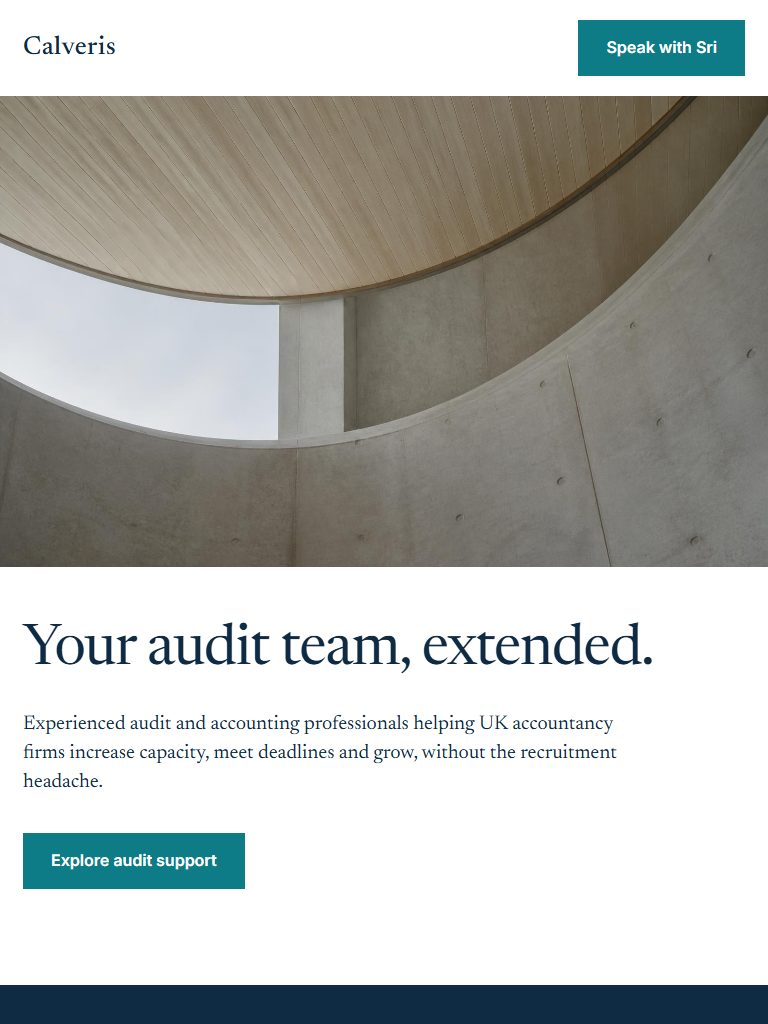 Calveris
Speak with Sri
Your audit team, extended.
Experienced audit and accounting professionals helping UK accountancy
firms increase capacity, meet deadlines and grow, without the recruitment
headache.
Explore audit support